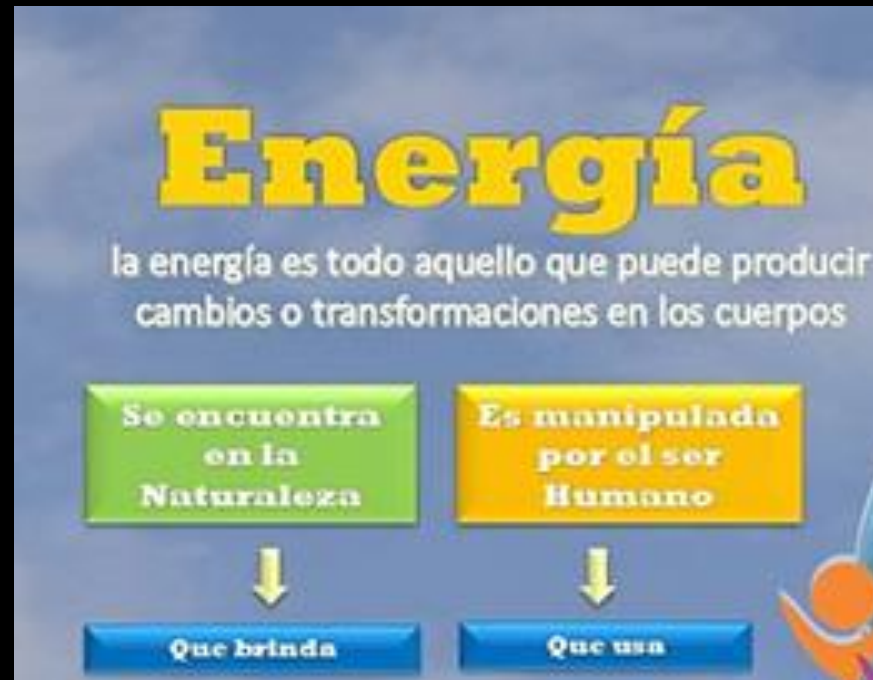 Energía
la energía es todo aquello que puede producir
cambios o transformaciones en los cuerpos
Se encuentra
en la
Naturaleza
Es manipulada
por el ser
Humano
Que brinda
Que usa